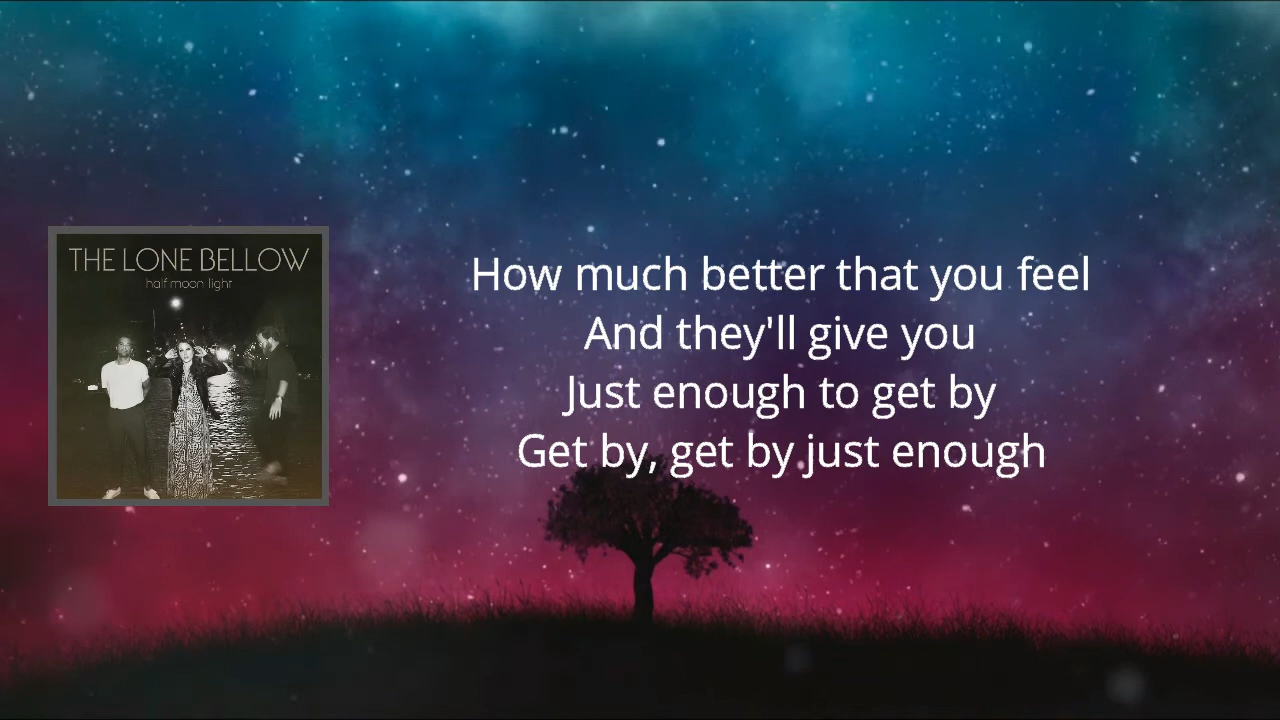 THE LONE BELLOW
half moon light
How much better that you feel
And they'll give you
Just enough to get by
Get by, get by just enough